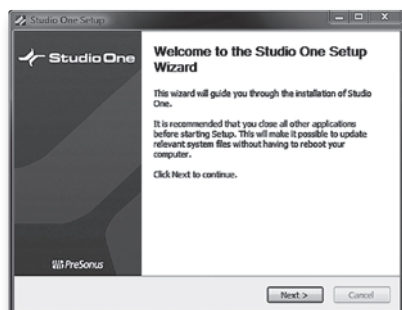 Studio One Setup
Studio One
Welcome to the Studio One Setup
Wizard
This wizard will guide you through the installation of Studio
One.
It is recommended that you close all other applications
before starting Setup. This will make it possible to update
relevant system files without having to reboot your
computer.
Click Next to continue.
PreSonus
Next >
Cancel